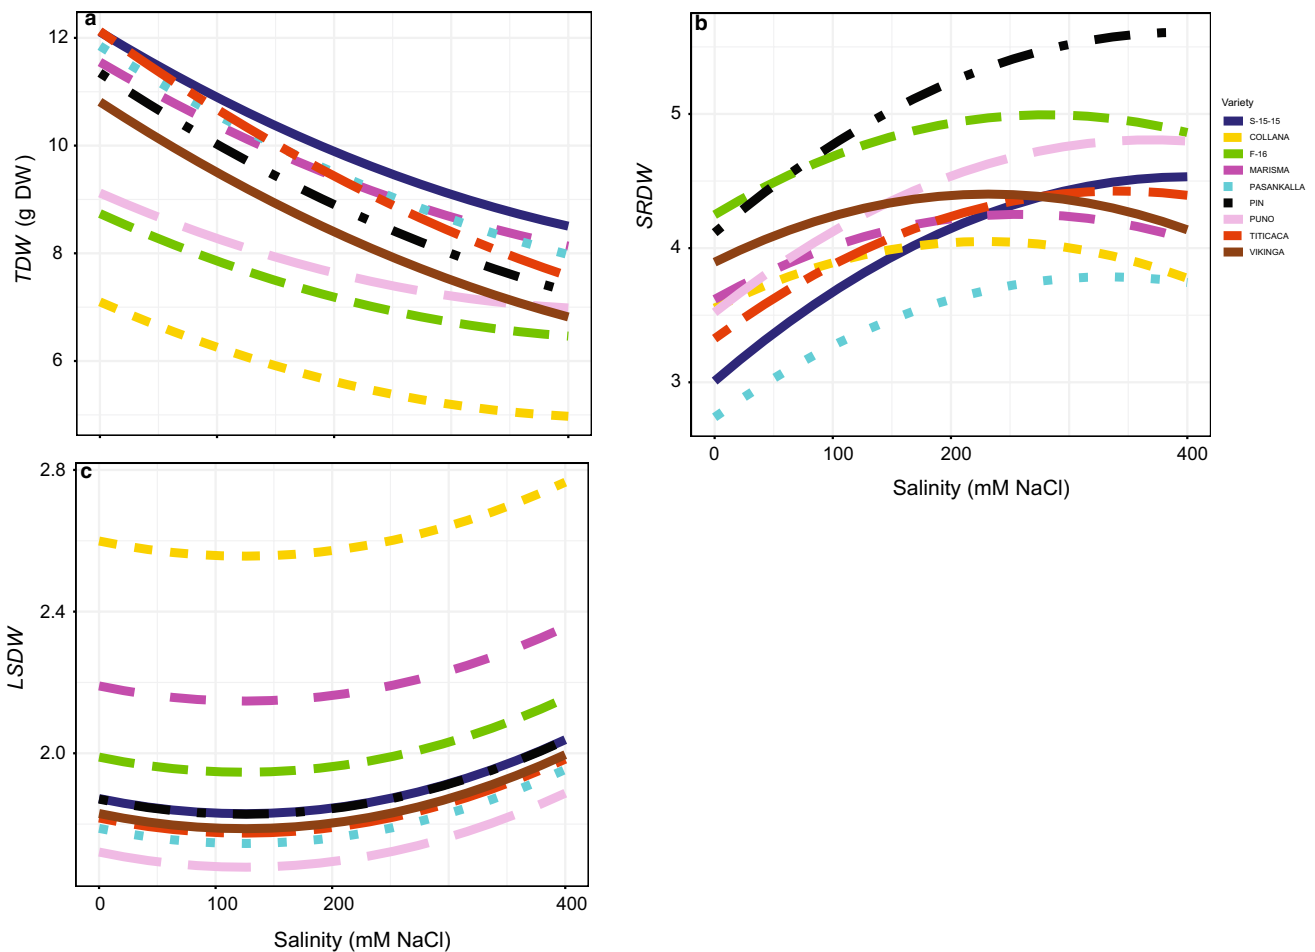 a
12
10
8
6
TDW (g DW)
b
5
4
3
SRDW
0 100 200 400
Salinity (mM NaCl)
Variety
S-15-15
COLLANA
F-16
MARISMA
PASANKALLA
PIN
PUNO
TITICACA
VIKINGA
c
2.8
2.4
2.0
LSDW
0 100 200 400
Salinity (mM NaCl)